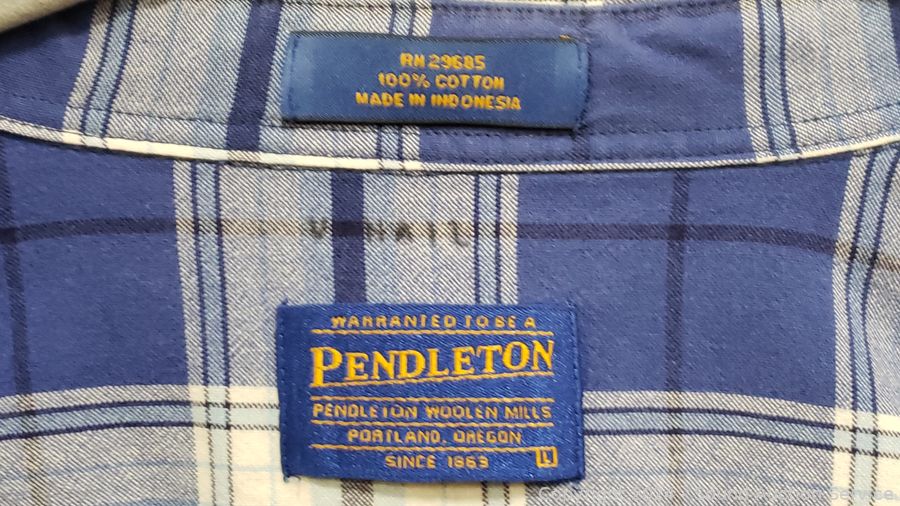 RN 29685
100% COTTON
MADE IN INDONESIA
WARRANTED TO BE A
PENDLETON
PENDLETON WOOLEN MILLS
PORTLAND, OREGON
SINCE 1863
L